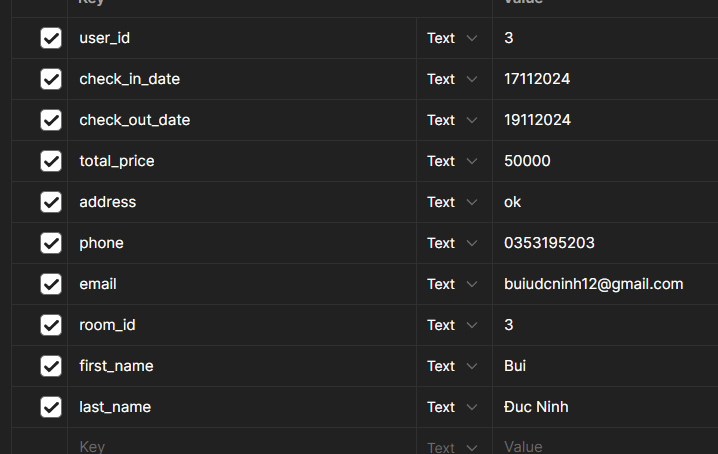 Key Value
user_id Text 3
check_in_date Text 17112024
check_out_date Text 19112024
total_price Text 50000
address Text ok
phone Text 0353195203
email Text buiudcninh12@gmail.com
room_id Text 3
first_name Text Bui
last_name Text Đuc Ninh
Key Text Value